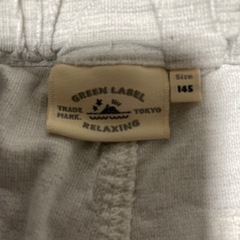 GREEN LABEL
TRADE MARK. TOKYO
RELAXING
Size
145